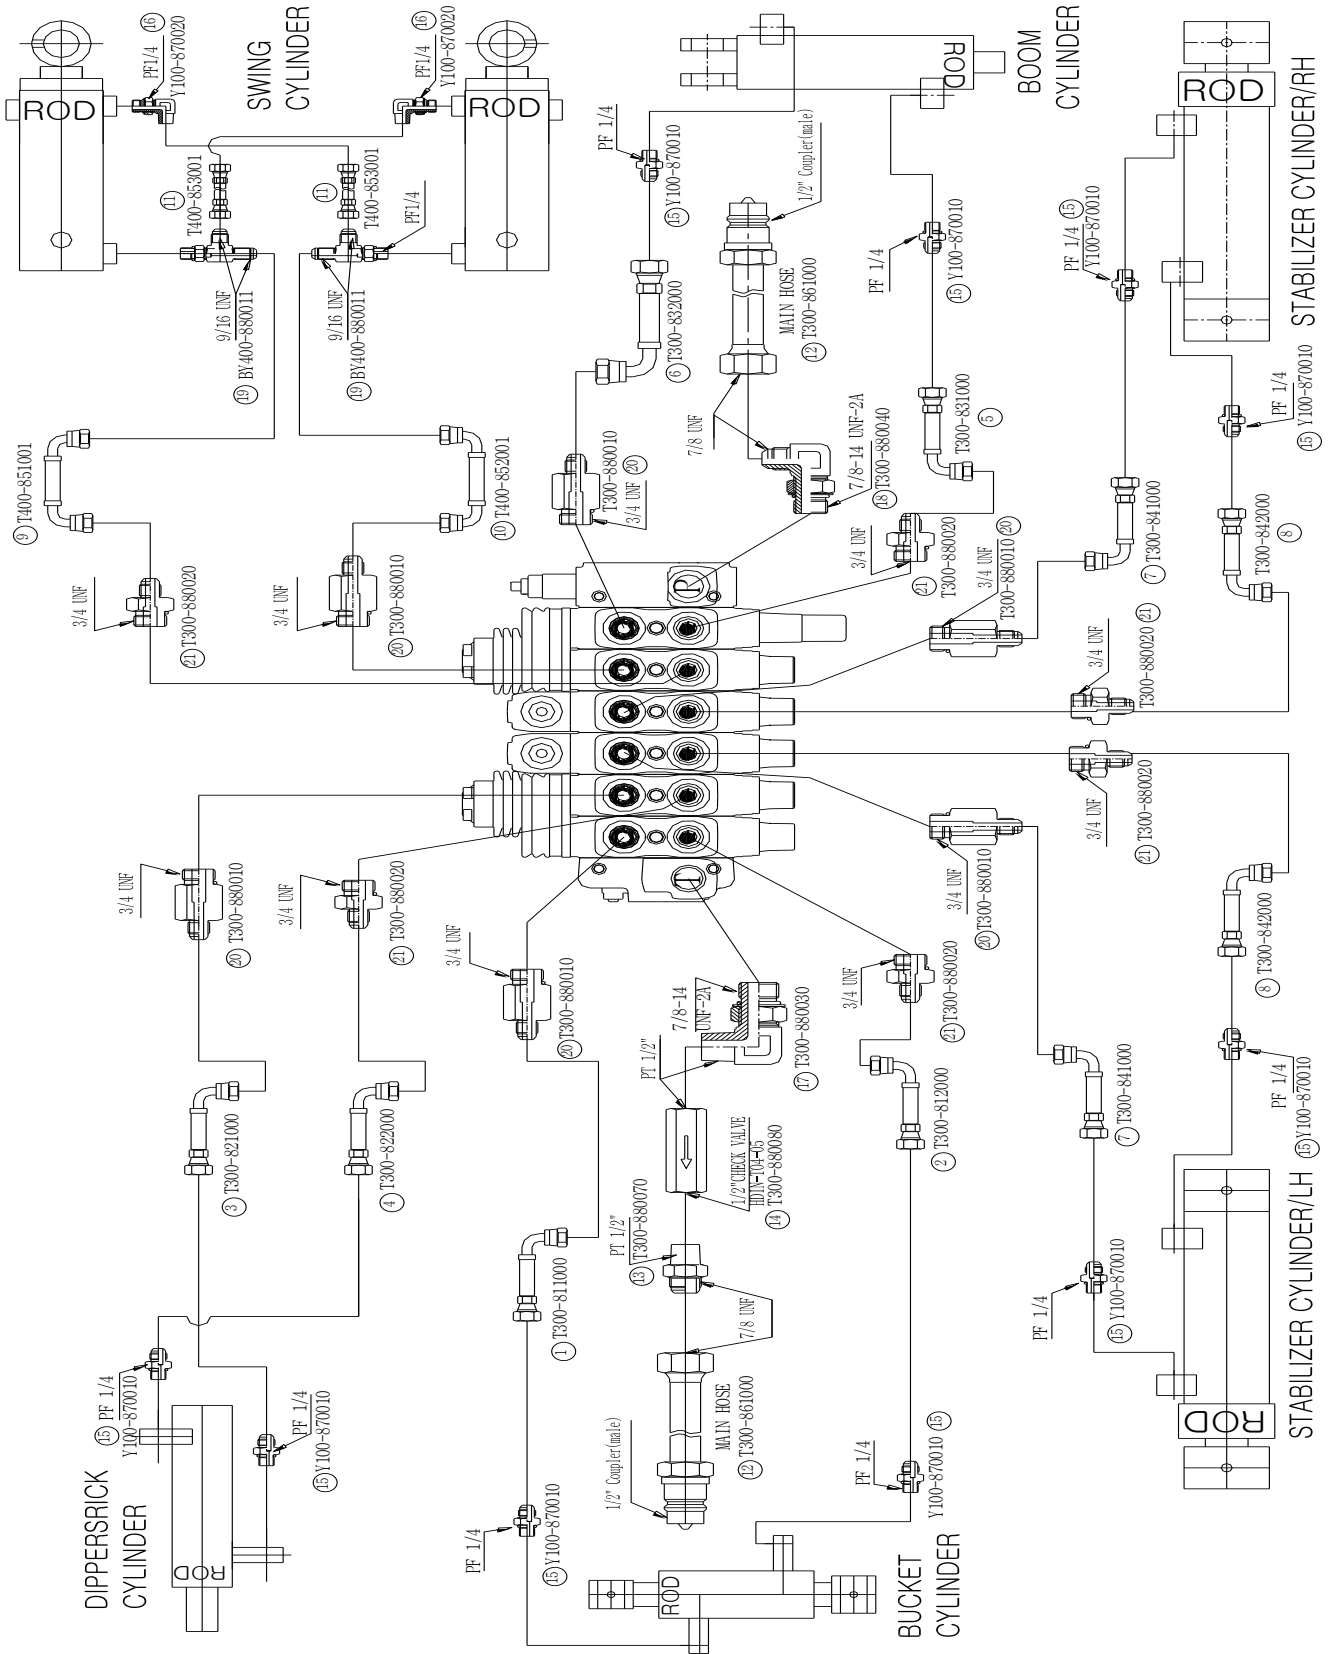 SWING
CYLINDER
ROD
PF1/4 16
Y100-870020
PF1/4 16
Y100-870020
ROD
11
T400-853001
11
T400-853001
PF1/4
9/16 UNF
19 BY400-880011
9/16 UNF
19 BY400-880011
9 T400-851001
10 T400-852001
3/4 UNF
21 T300-880020
3/4 UNF
20 T300-880010
BOOM
CYLINDER
ROD
PF 1/4
15 Y100-870010
6 T300-832000
T300-880010
3/4 UNF 20
1/2" Coupler(male)
MAIN HOSE
12 T300-861000
7/8 UNF
7/8-14 UNF-2A
18 T300-880040
PF 1/4
15 Y100-870010
T300-831000
5
3/4 UNF
21 T300-880020
STABILIZER CYLINDER/RH
ROD
PF 1/4 15
Y100-870010
7 T300-841000
3/4 UNF
T300-880010 20
PF 1/4
15 Y100-870010
T300-842000
8
3/4 UNF
T300-880020 21
3/4 UNF
20 T300-880010
3/4 UNF
21 T300-880020
3/4 UNF
20 T300-880010
3 T300-821000
4 T300-822000
15 PF 1/4
Y100-870010
PF 1/4
15 Y100-870010
DIPPERSRICK
CYLINDER
ROD
1 T300-811000
PF 1/4
15 Y100-870010
7/8-14
UNF-2A
17 T300-880030
PT 1/2"
1/2"CHECK VALVE
HDIN-T04-05
14 T300-880080
PT 1/2"
13 T300-880070
7/8 UNF
MAIN HOSE
12 T300-861000
1/2" Coupler(male)
3/4 UNF
21 T300-880020
2 T300-812000
PF 1/4
Y100-870010 15
BUCKET
CYLINDER
ROD
3/4 UNF
20 T300-880010
7 T300-841000
PF 1/4
15 Y100-870010
3/4 UNF
21 T300-880020
8 T300-842000
PF 1/4
15 Y100-870010
STABILIZER CYLINDER/LH
ROD